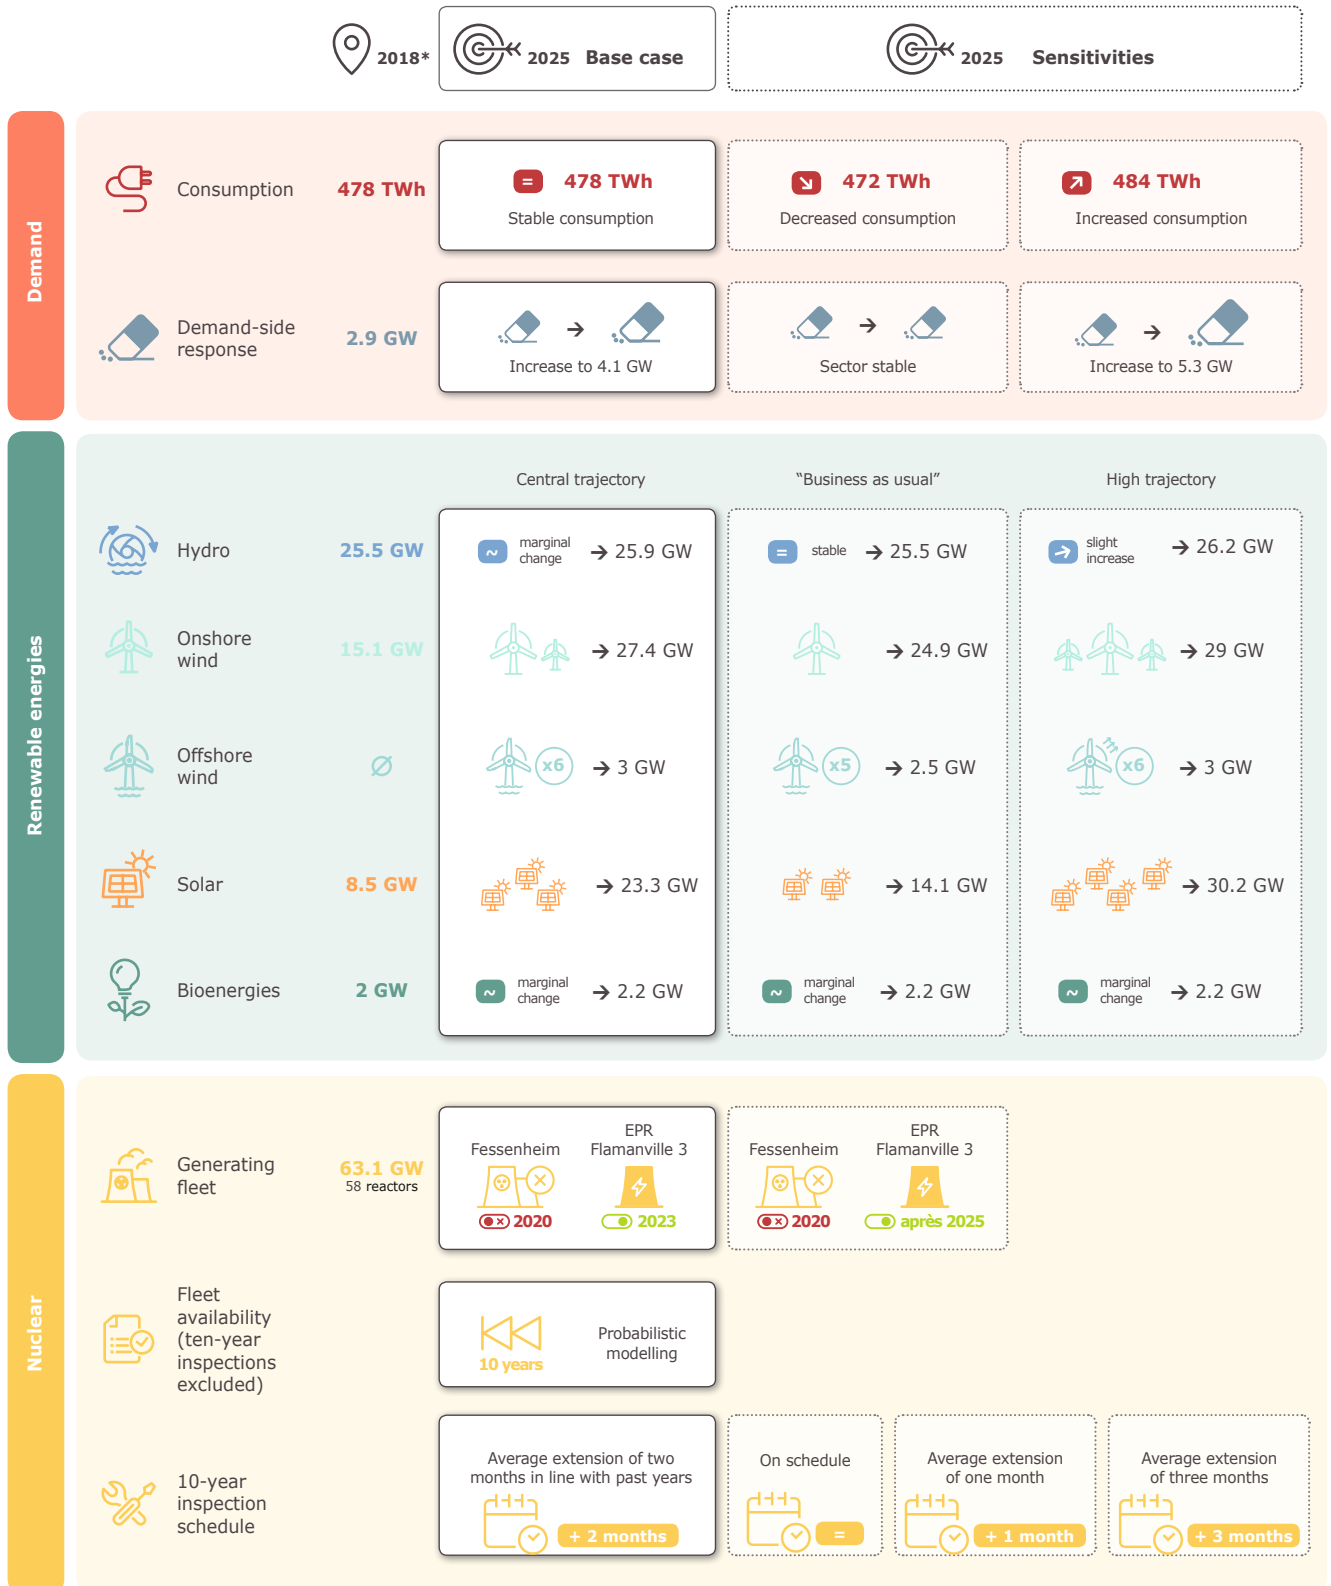 2018*
2025 Base case
2025 Sensitivities
Demand
Consumption
478 TWh
= 478 TWh
Stable consumption
472 TWh
Decreased consumption
484 TWh
Increased consumption
Demand-side
response
2.9 GW
Increase to 4.1 GW
Sector stable
Increase to 5.3 GW
Renewable energies
Central trajectory
"Business as usual"
High trajectory
Hydro
25.5 GW
~ marginal
change
→ 25.9 GW
= stable → 25.5 GW
slight
increase
→ 26.2 GW
Onshore
wind
15.1 GW
→ 27.4 GW
→ 24.9 GW
→ 29 GW
Offshore
wind
Ø
x6 → 3 GW
x5 → 2.5 GW
x6 → 3 GW
Solar
8.5 GW
→ 23.3 GW
→ 14.1 GW
→ 30.2 GW
Bioenergies
2 GW
~ marginal
change
→ 2.2 GW
~ marginal
change
→ 2.2 GW
~ marginal
change
→ 2.2 GW
Nuclear
Generating
fleet
63.1 GW
58 reactors
Fessenheim
2020
EPR
Flamanville 3
2023
Fessenheim
2020
EPR
Flamanville 3
après 2025
Fleet
availability
(ten-year
inspections
excluded)
10 years
Probabilistic
modelling
10-year
inspection
schedule
Average extension of two
months in line with past years
+ 2 months
On schedule
=
Average extension
of one month
+ 1 month
Average extension
of three months
+ 3 months